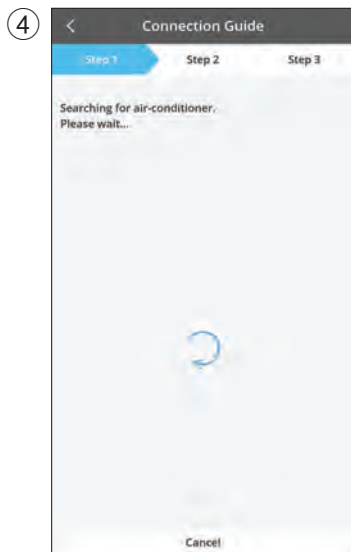 ④
Connection Guide
Step 1 Step 2 Step 3
Searching for air-conditioner.
Please wait...
Cancel